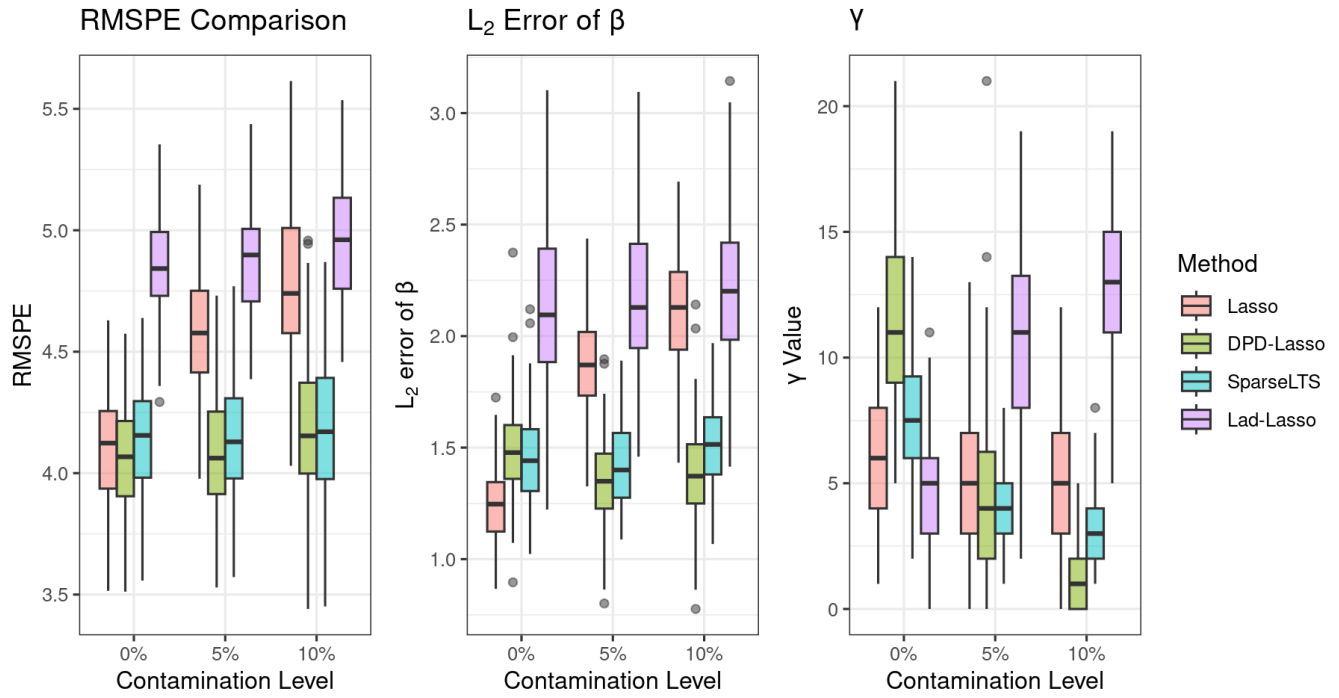 RMSPE Comparison
RMSPE
5.5
5.0
4.5
4.0
3.5
0% 5% 10%
Contamination Level
L₂ Error of β
L₂ error of β
3.0
2.5
2.0
1.5
1.0
0% 5% 10%
Contamination Level
γ
γ Value
20
15
10
5
0
0% 5% 10%
Contamination Level
Method
Lasso
DPD-Lasso
SparseLTS
Lad-Lasso